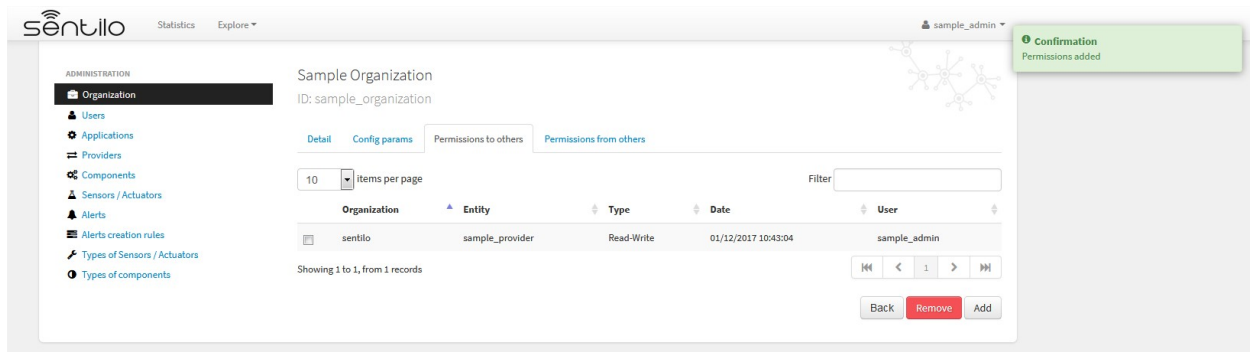 sentilo
Statistics Explore
sample_admin
Confirmation
Permissions added
ADMINISTRATION
Organization
Users
Applications
Providers
Components
Sensors / Actuators
Alerts
Alerts creation rules
Types of Sensors / Actuators
Types of components
Sample Organization
ID: sample_organization
Detail Config params Permissions to others Permissions from others
10 items per page Filter
Organization Entity Type Date User
sentilo sample_provider Read-Write 01/12/2017 10:43:04 sample_admin
Showing 1 to 1, from 1 records
1
Back Remove Add